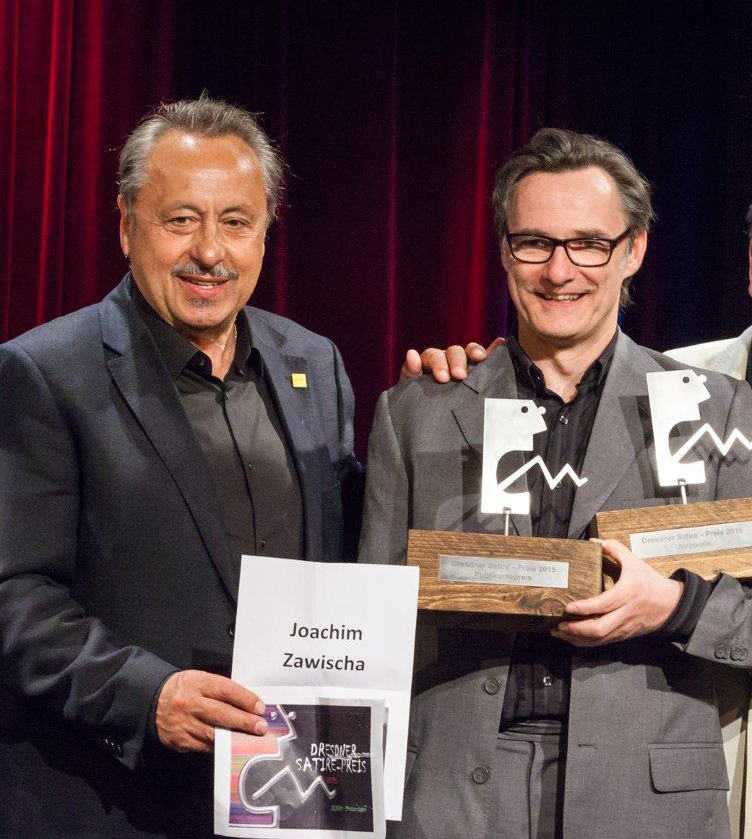 Dresdner Satire – Preis 2015
Jurypreis
Dresdner Satire – Preis 2015
Publikumspreis
Joachim
Zawischa
DRESDNER
SATIRE-PREIS